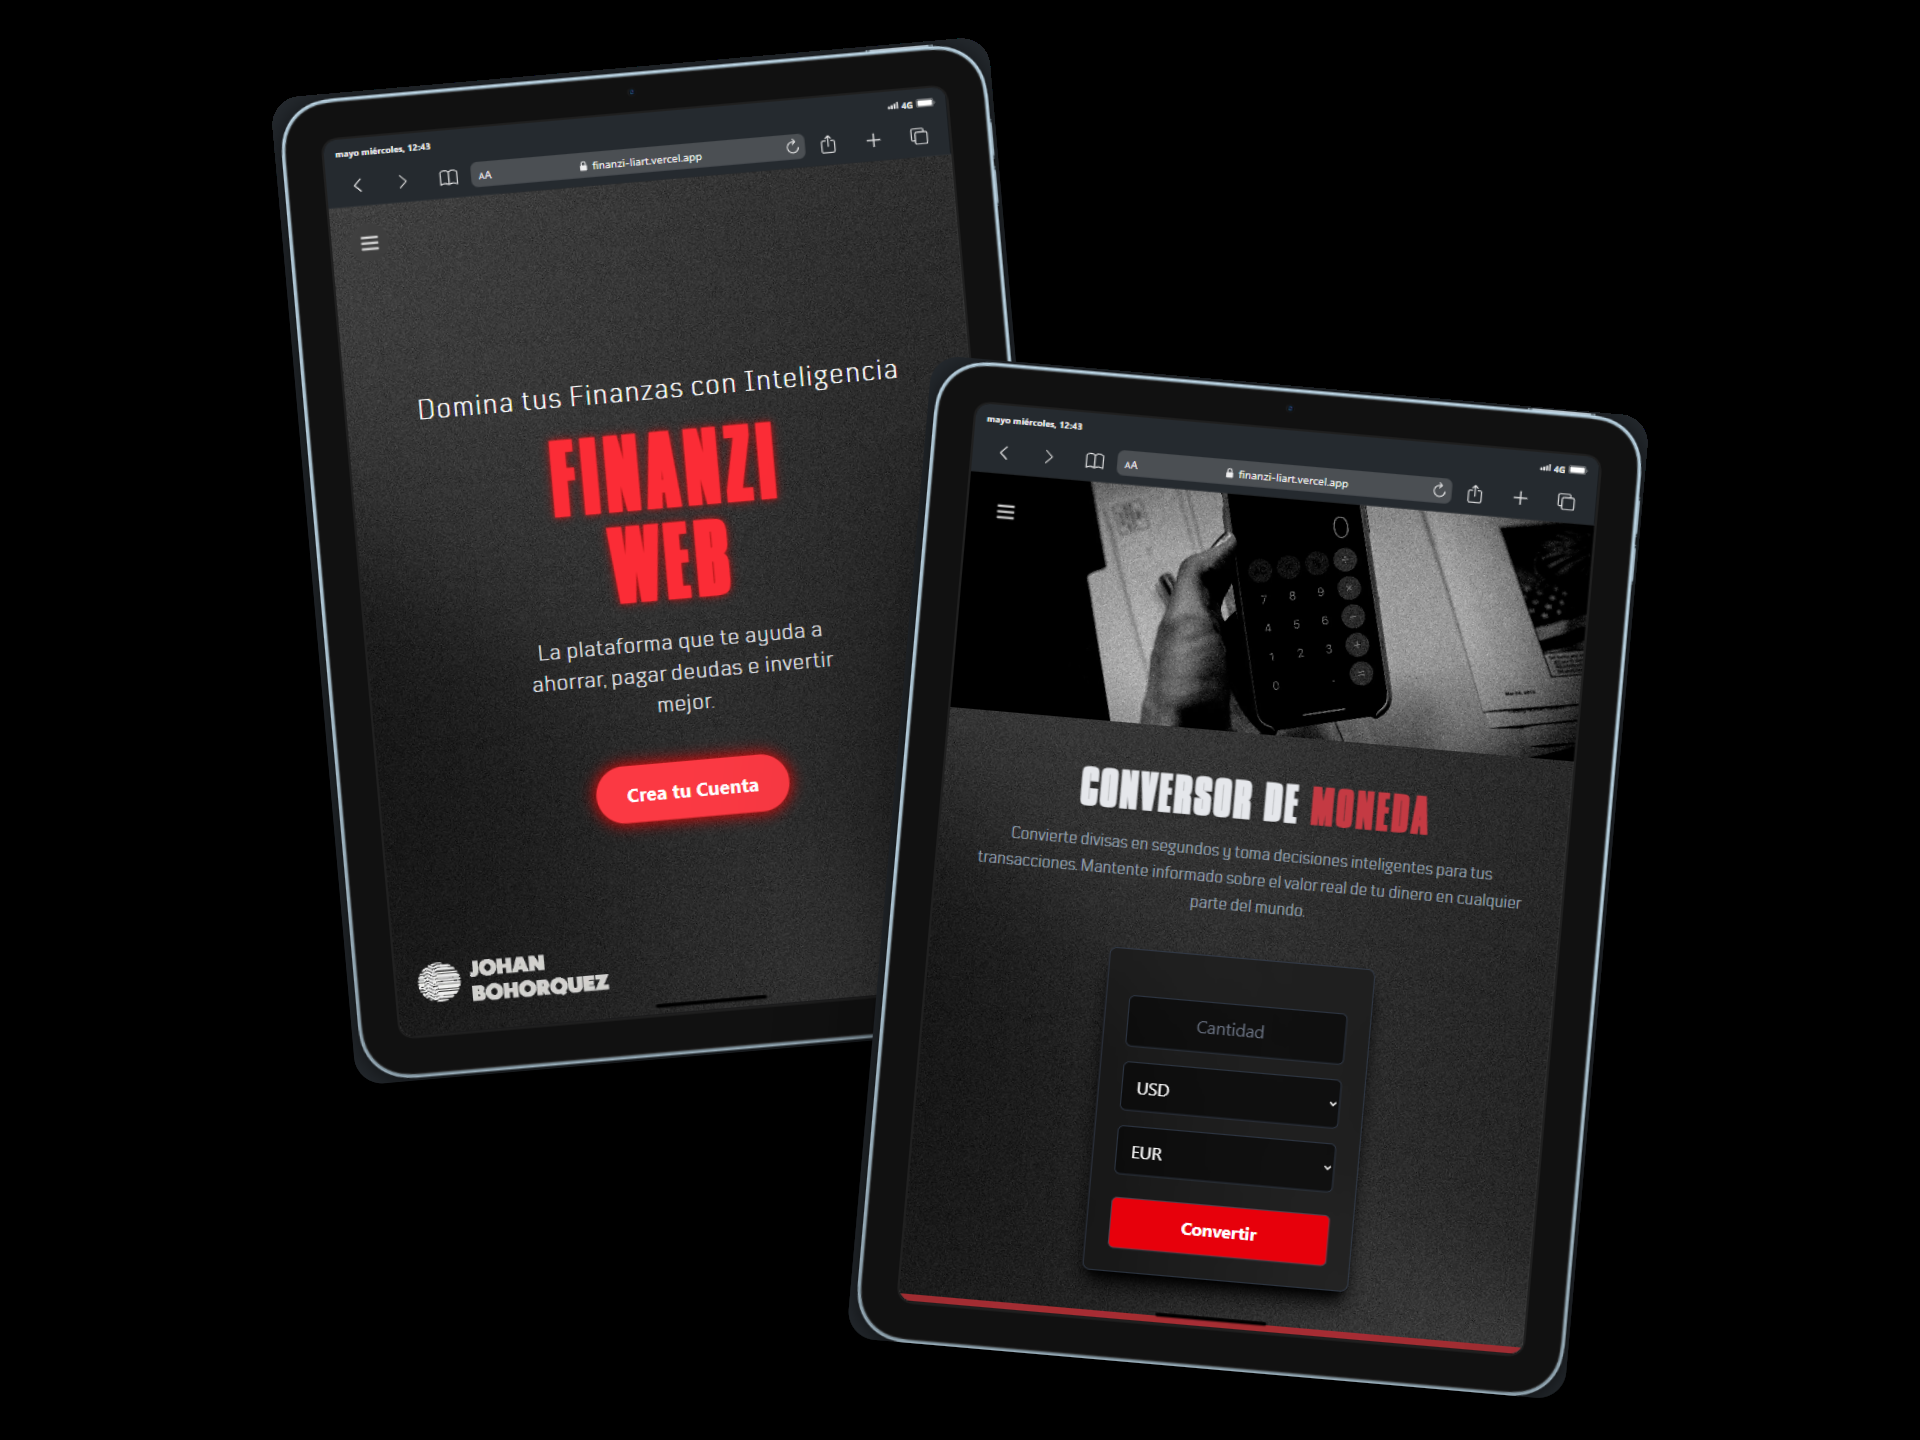 mayo miércoles, 12:43
4G
AA
finanzi-liart.vercel.app
Domina tus Finanzas con Inteligencia
FINANZI
WEB
La plataforma que te ayuda a
ahorrar, pagar deudas e invertir
mejor.
Crea tu Cuenta
JOHAN
BOHORQUEZ
mayo miércoles, 12:43
4G
AA
finanzi-liart.vercel.app
0
÷
7 8 9 ×
4 5 6 −
1 2 3 +
0 . =
CONVERSOR DE MONEDA
Convierte divisas en segundos y toma decisiones inteligentes para tus
transacciones. Mantente informado sobre el valor real de tu dinero en cualquier
parte del mundo.
Cantidad
USD
EUR
Convertir